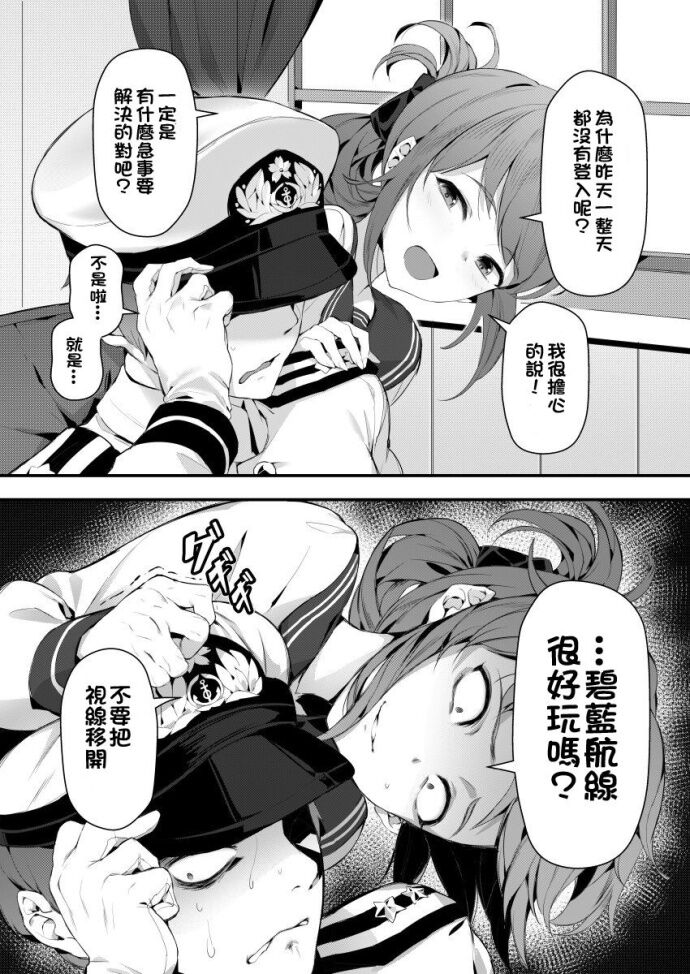 為什麼昨天一整天
都沒有登入呢？
我很擔心
的說！
一定是
有什麼急事要
解決的對吧？
不是啦…
就是…
…碧藍航線
很好玩嗎？
グギギギ
不要把
視線移開